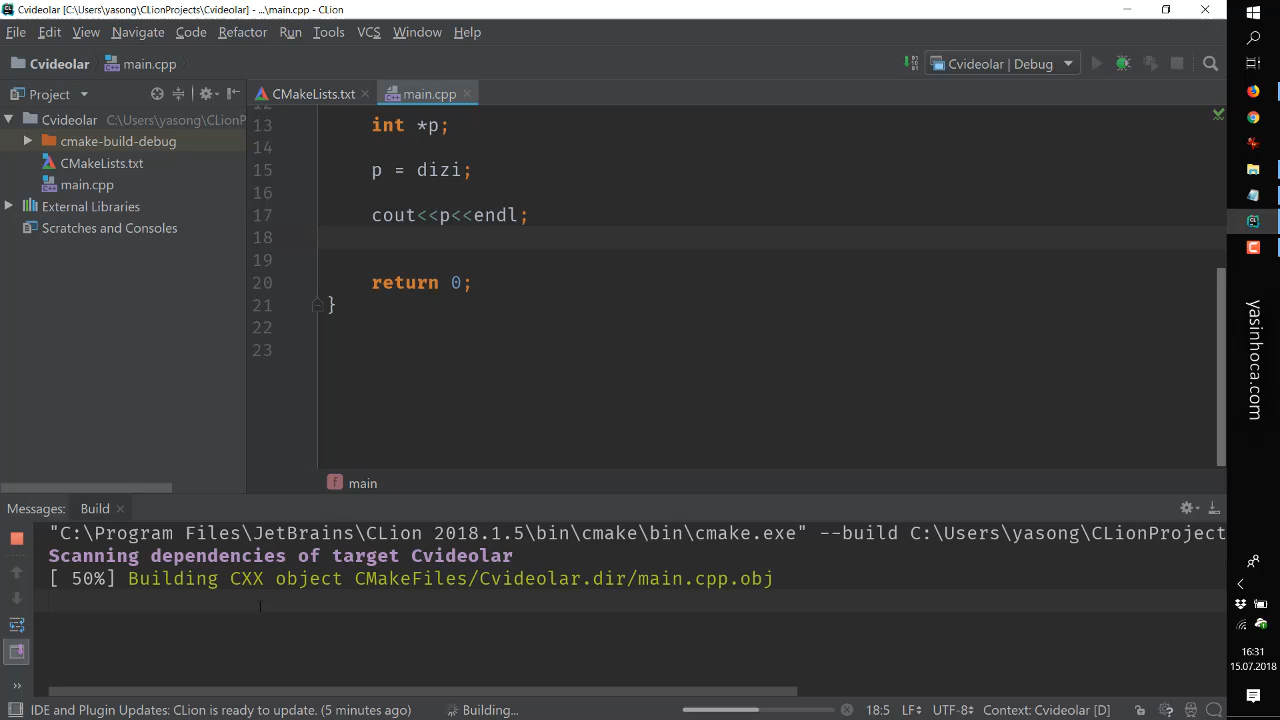 Cvideolar [C:\Users\yasong\CLionProjects\Cvideolar] - ...\main.cpp - CLion
File Edit View Navigate Code Refactor Run Tools VCS Window Help
Cvideolar main.cpp
Cvideolar | Debug
Project
CMakeLists.txt main.cpp
Cvideolar C:\Users\yasong\CLionP
cmake-build-debug
CMakeLists.txt
main.cpp
External Libraries
Scratches and Consoles
13 int *p;
14
15 p = dizi;
16
17 cout<<p<<endl;
18
19
20 return 0;
21 }
22
23
main
yasinhoca.com
Messages: Build
"C:\Program Files\JetBrains\CLion 2018.1.5\bin\cmake\bin\cmake.exe" --build C:\Users\yasong\CLionProject
Scanning dependencies of target Cvideolar
[ 50%] Building CXX object CMakeFiles/Cvideolar.dir/main.cpp.obj
IDE and Plugin Updates: CLion is ready to update. (5 minutes ago) Building... 18:5 LF UTF-8 Context: Cvideolar [D]
16:31
15.07.2018